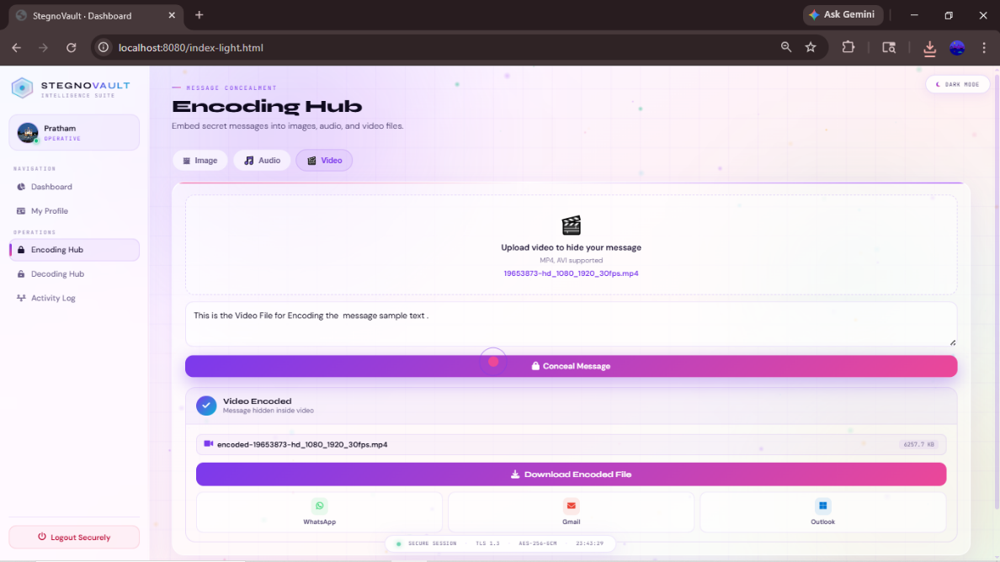 StegnoVault · Dashboard
Ask Gemini
localhost:8080/index-light.html
STEGNOVAULT
INTELLIGENCE SUITE
Pratham
OPERATIVE
NAVIGATION
Dashboard
My Profile
OPERATIONS
Encoding Hub
Decoding Hub
Activity Log
Logout Securely
MESSAGE CONCEALMENT
DARK MODE
Encoding Hub
Embed secret messages into images, audio, and video files.
Image Audio Video
Upload video to hide your message
MP4, AVI supported
19653873-hd_1080_1920_30fps.mp4
This is the Video File for Encoding the  message sample text .
Conceal Message
Video Encoded
Message hidden inside video
encoded-19653873-hd_1080_1920_30fps.mp4 6257.7 KB
Download Encoded File
WhatsApp Gmail Outlook
SECURE SESSION · TLS 1.3 · AES-256-GCM · 23:43:29